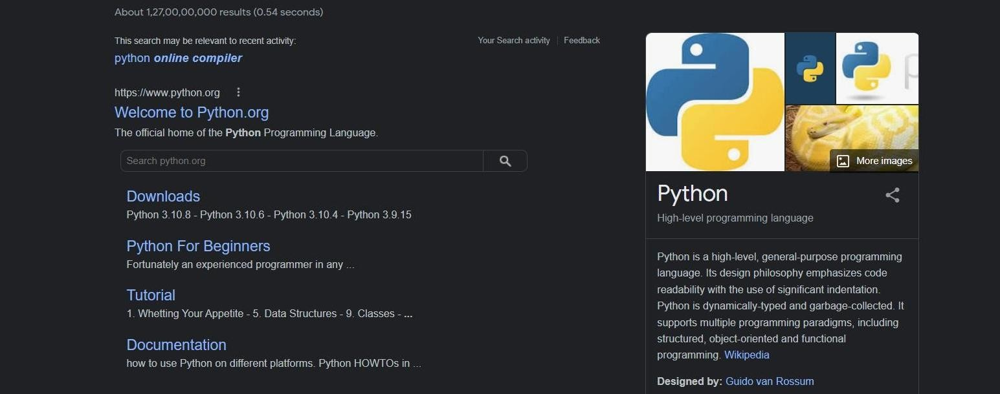 About 1,27,00,00,000 results (0.54 seconds)
This search may be relevant to recent activity:
Your Search activity
Feedback
python online compiler
https://www.python.org
Welcome to Python.org
The official home of the Python Programming Language.
Search python.org
Downloads
Python 3.10.8 - Python 3.10.6 - Python 3.10.4 - Python 3.9.15
Python For Beginners
Fortunately an experienced programmer in any ...
Tutorial
1. Whetting Your Appetite - 5. Data Structures - 9. Classes - ...
Documentation
how to use Python on different platforms. Python HOWTOs in ...
p
More images
Python
High-level programming language
Python is a high-level, general-purpose programming
language. Its design philosophy emphasizes code
readability with the use of significant indentation.
Python is dynamically-typed and garbage-collected. It
supports multiple programming paradigms, including
structured, object-oriented and functional
programming. Wikipedia
Designed by: Guido van Rossum